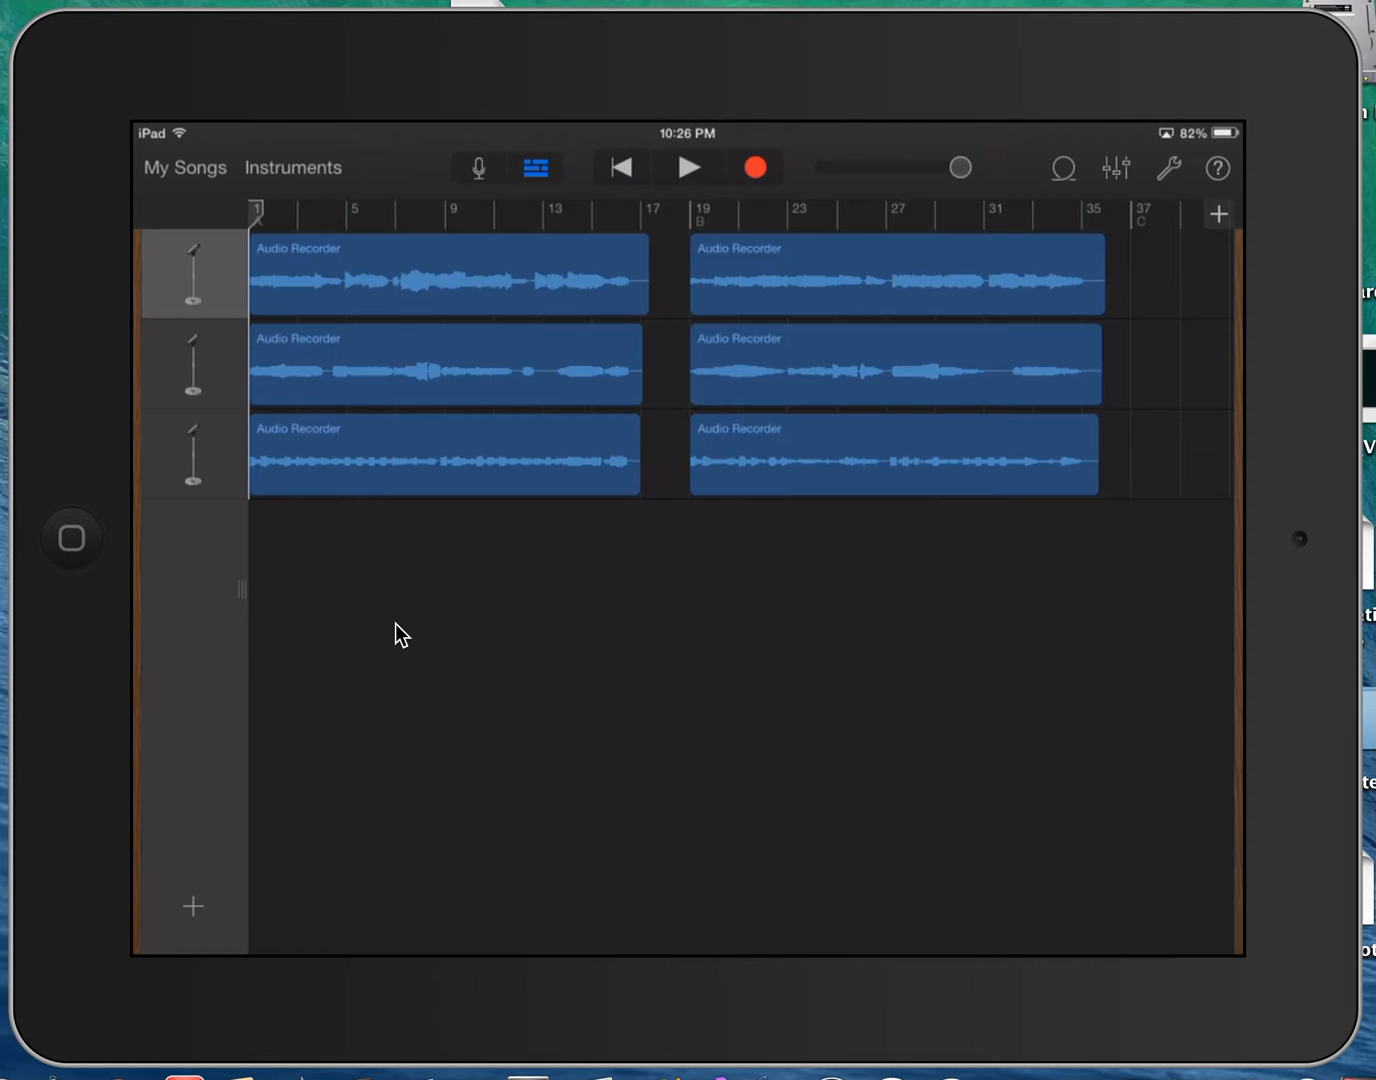 iPad 10:26 PM 82%
My Songs Instruments ?
1 5 9 13 17 19 23 27 31 35 37
A B C
Audio Recorder Audio Recorder
Audio Recorder Audio Recorder
Audio Recorder Audio Recorder